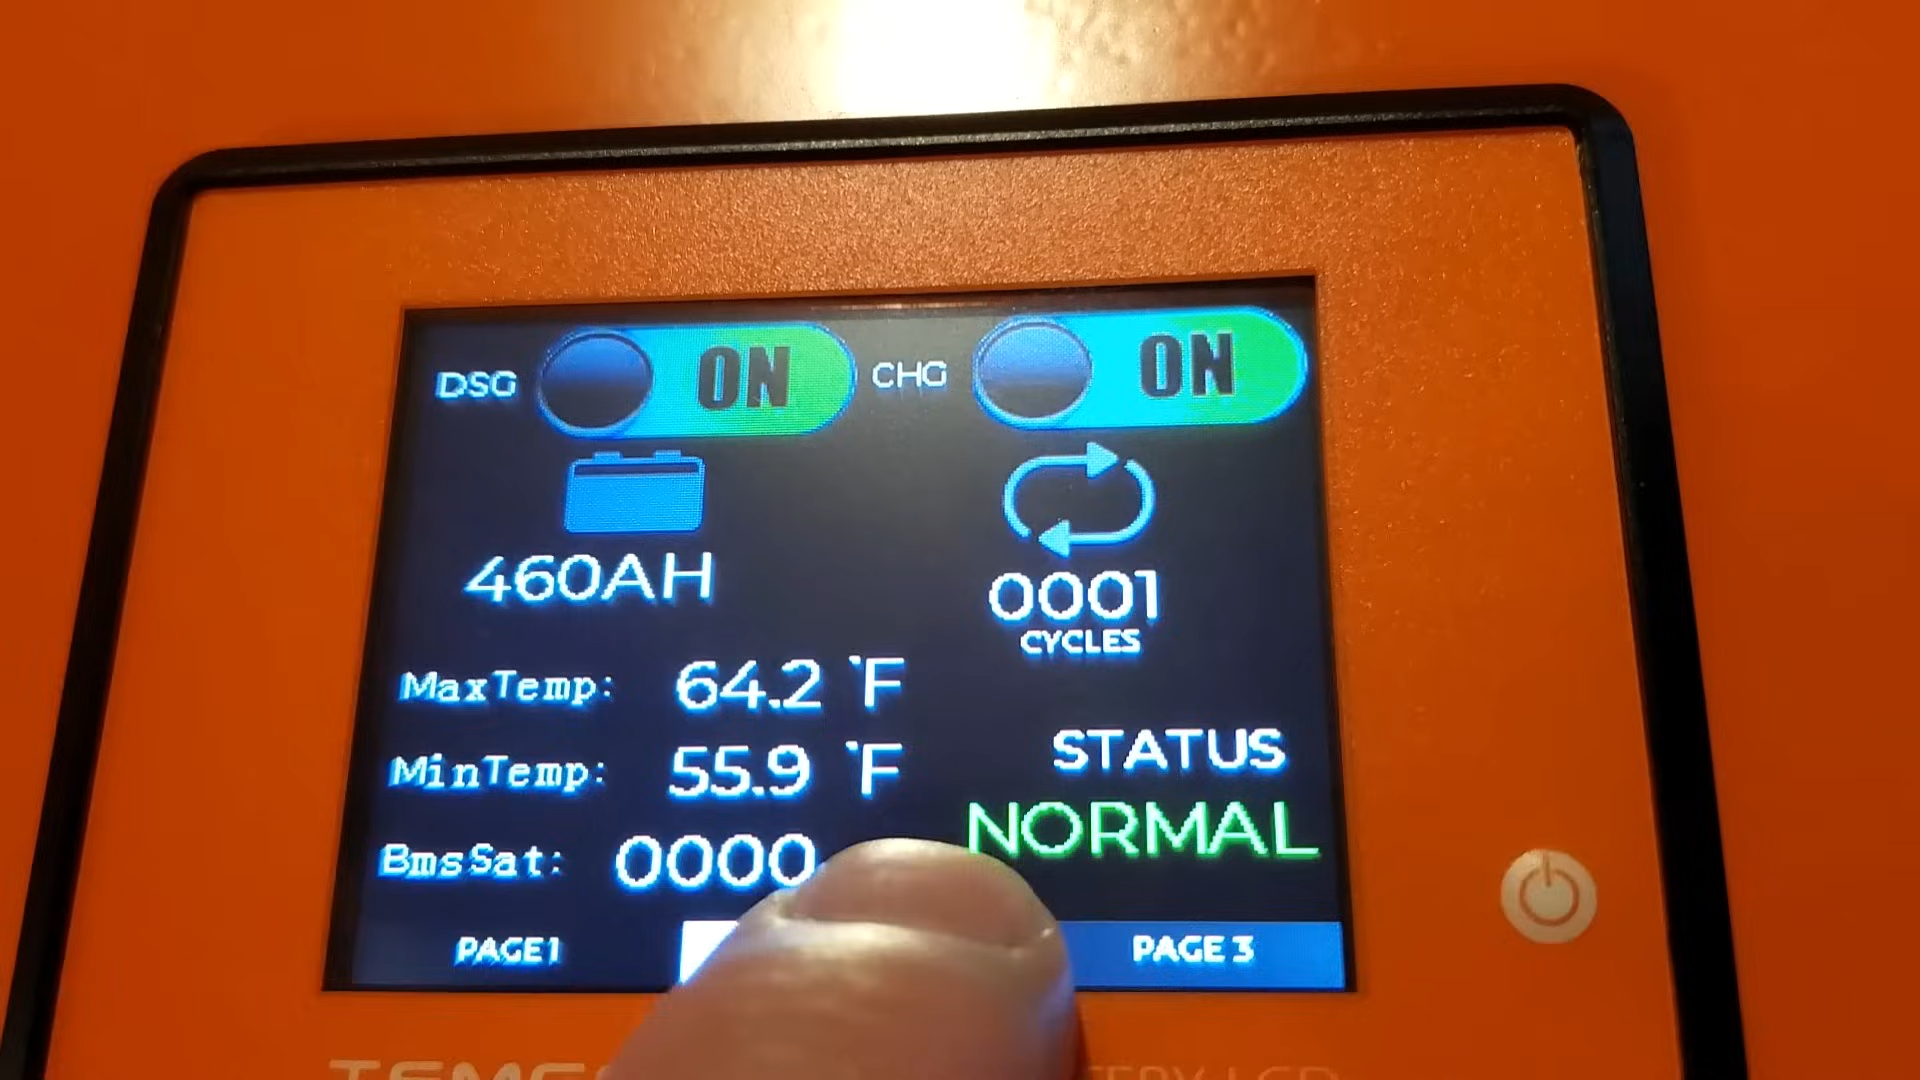 DSG ON CHG ON
460AH
0001
CYCLES
MaxTemp: 64.2 °F
MinTemp: 55.9 °F
STATUS
NORMAL
BmsSat: 0000
PAGE1 PAGE 3